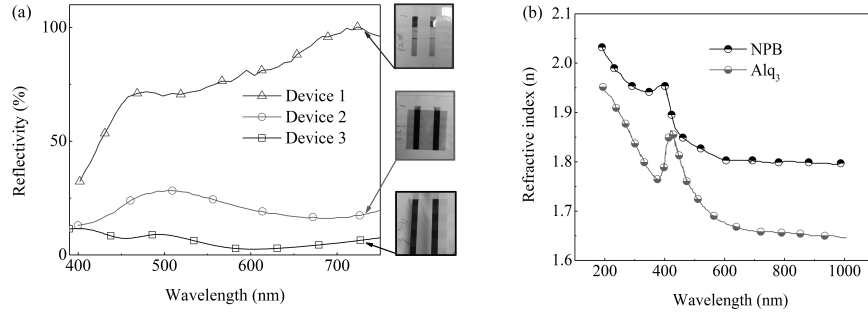 (a)
Reflectivity (%)
100
50
0
Device 1
Device 2
Device 3
400
500
600
700
Wavelength (nm)
(b)
Refractive index (n)
2.1
2.0
1.9
1.8
1.7
1.6
NPB
Alq₃
200
400
600
800
1000
Wavelength (nm)